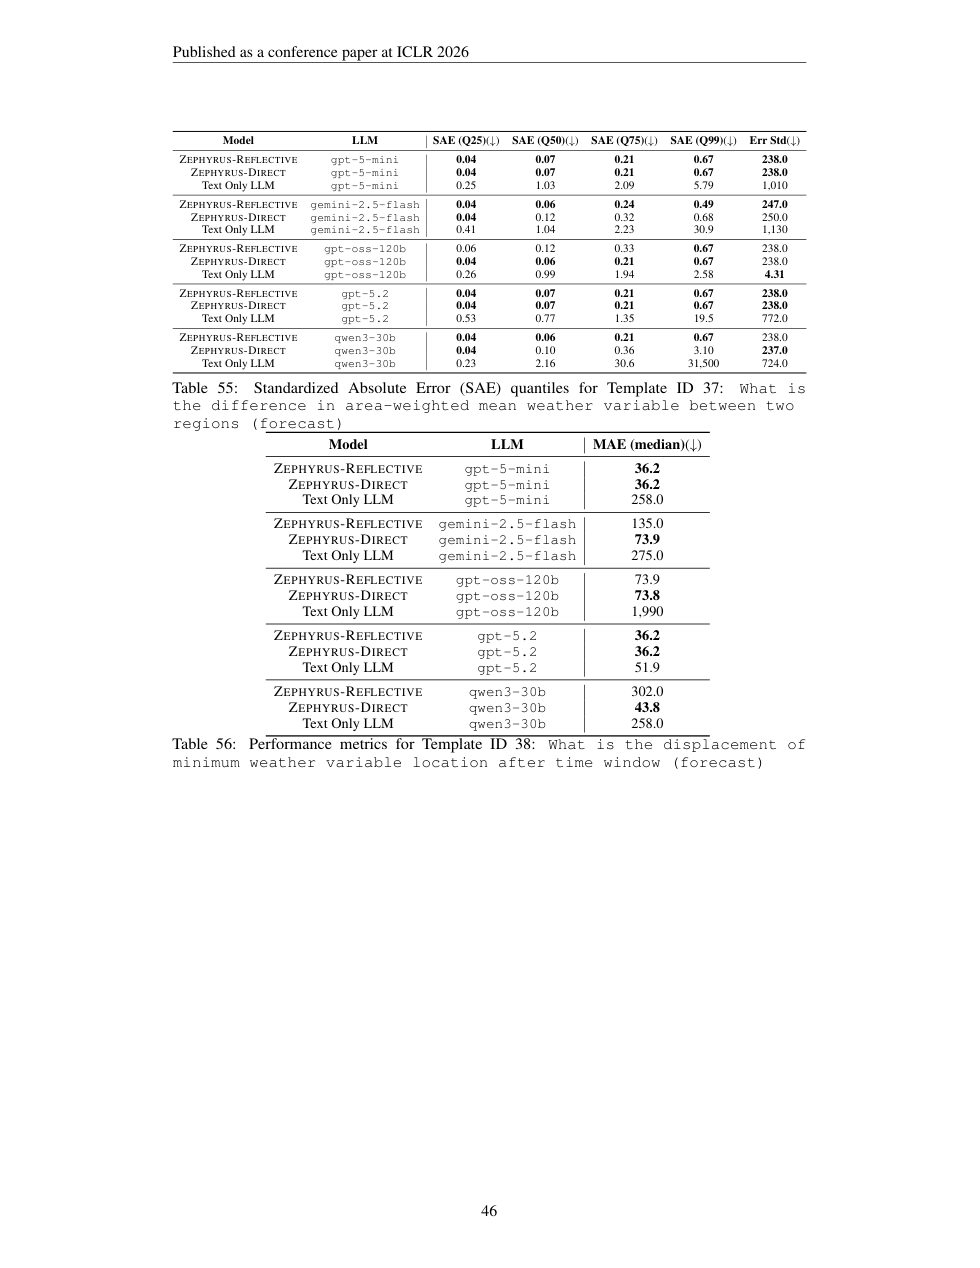 Published as a conference paper at ICLR 2026
Model LLM SAE (Q25)(↓) SAE (Q50)(↓) SAE (Q75)(↓) SAE (Q99)(↓) Err Std(↓)
ZEPHYRUS-REFLECTIVE gpt-5-mini 0.04 0.07 0.21 0.67 238.0
ZEPHYRUS-DIRECT gpt-5-mini 0.04 0.07 0.21 0.67 238.0
Text Only LLM gpt-5-mini 0.25 1.03 2.09 5.79 1,010
ZEPHYRUS-REFLECTIVE gemini-2.5-flash 0.04 0.06 0.24 0.49 247.0
ZEPHYRUS-DIRECT gemini-2.5-flash 0.04 0.12 0.32 0.68 250.0
Text Only LLM gemini-2.5-flash 0.41 1.04 2.23 30.9 1,130
ZEPHYRUS-REFLECTIVE gpt-oss-120b 0.06 0.12 0.33 0.67 238.0
ZEPHYRUS-DIRECT gpt-oss-120b 0.04 0.06 0.21 0.67 238.0
Text Only LLM gpt-oss-120b 0.26 0.99 1.94 2.58 4.31
ZEPHYRUS-REFLECTIVE gpt-5.2 0.04 0.07 0.21 0.67 238.0
ZEPHYRUS-DIRECT gpt-5.2 0.04 0.07 0.21 0.67 238.0
Text Only LLM gpt-5.2 0.53 0.77 1.35 19.5 772.0
ZEPHYRUS-REFLECTIVE qwen3-30b 0.04 0.06 0.21 0.67 238.0
ZEPHYRUS-DIRECT qwen3-30b 0.04 0.10 0.36 3.10 237.0
Text Only LLM qwen3-30b 0.23 2.16 30.6 31,500 724.0
Table 55: Standardized Absolute Error (SAE) quantiles for Template ID 37: What is
the difference in area-weighted mean weather variable between two
regions (forecast)
Model LLM MAE (median)(↓)
ZEPHYRUS-REFLECTIVE gpt-5-mini 36.2
ZEPHYRUS-DIRECT gpt-5-mini 36.2
Text Only LLM gpt-5-mini 258.0
ZEPHYRUS-REFLECTIVE gemini-2.5-flash 135.0
ZEPHYRUS-DIRECT gemini-2.5-flash 73.9
Text Only LLM gemini-2.5-flash 275.0
ZEPHYRUS-REFLECTIVE gpt-oss-120b 73.9
ZEPHYRUS-DIRECT gpt-oss-120b 73.8
Text Only LLM gpt-oss-120b 1,990
ZEPHYRUS-REFLECTIVE gpt-5.2 36.2
ZEPHYRUS-DIRECT gpt-5.2 36.2
Text Only LLM gpt-5.2 51.9
ZEPHYRUS-REFLECTIVE qwen3-30b 302.0
ZEPHYRUS-DIRECT qwen3-30b 43.8
Text Only LLM qwen3-30b 258.0
Table 56: Performance metrics for Template ID 38: What is the displacement of
minimum weather variable location after time window (forecast)
46